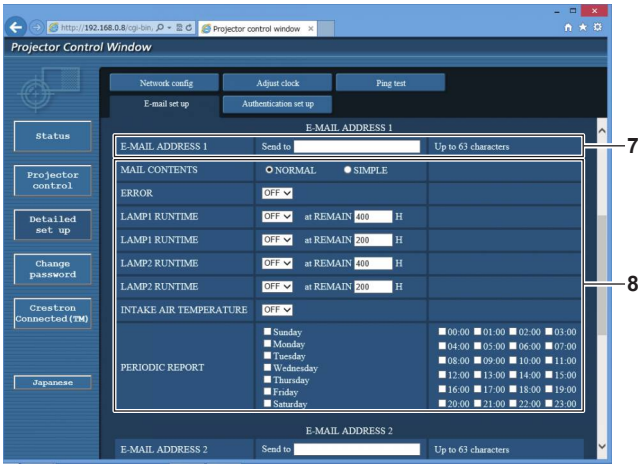 http://192.168.0.8/cgi-bin, Projector control window ×
Projector Control Window
Network config Adjust clock Ping test
E-mail set up Authentication set up
Status
Projector control
Detailed set up
Change password
Crestron Connected(TM)
Japanese
E-MAIL ADDRESS 1
E-MAIL ADDRESS 1 Send to Up to 63 characters
7
MAIL CONTENTS NORMAL SIMPLE
ERROR OFF
LAMP1 RUNTIME OFF at REMAIN 400 H
LAMP1 RUNTIME OFF at REMAIN 200 H
LAMP2 RUNTIME OFF at REMAIN 400 H
LAMP2 RUNTIME OFF at REMAIN 200 H
8
INTAKE AIR TEMPERATURE OFF
PERIODIC REPORT
Sunday
Monday
Tuesday
Wednesday
Thursday
Friday
Saturday
00:00 01:00 02:00 03:00
04:00 05:00 06:00 07:00
08:00 09:00 10:00 11:00
12:00 13:00 14:00 15:00
16:00 17:00 18:00 19:00
20:00 21:00 22:00 23:00
E-MAIL ADDRESS 2
E-MAIL ADDRESS 2 Send to Up to 63 characters